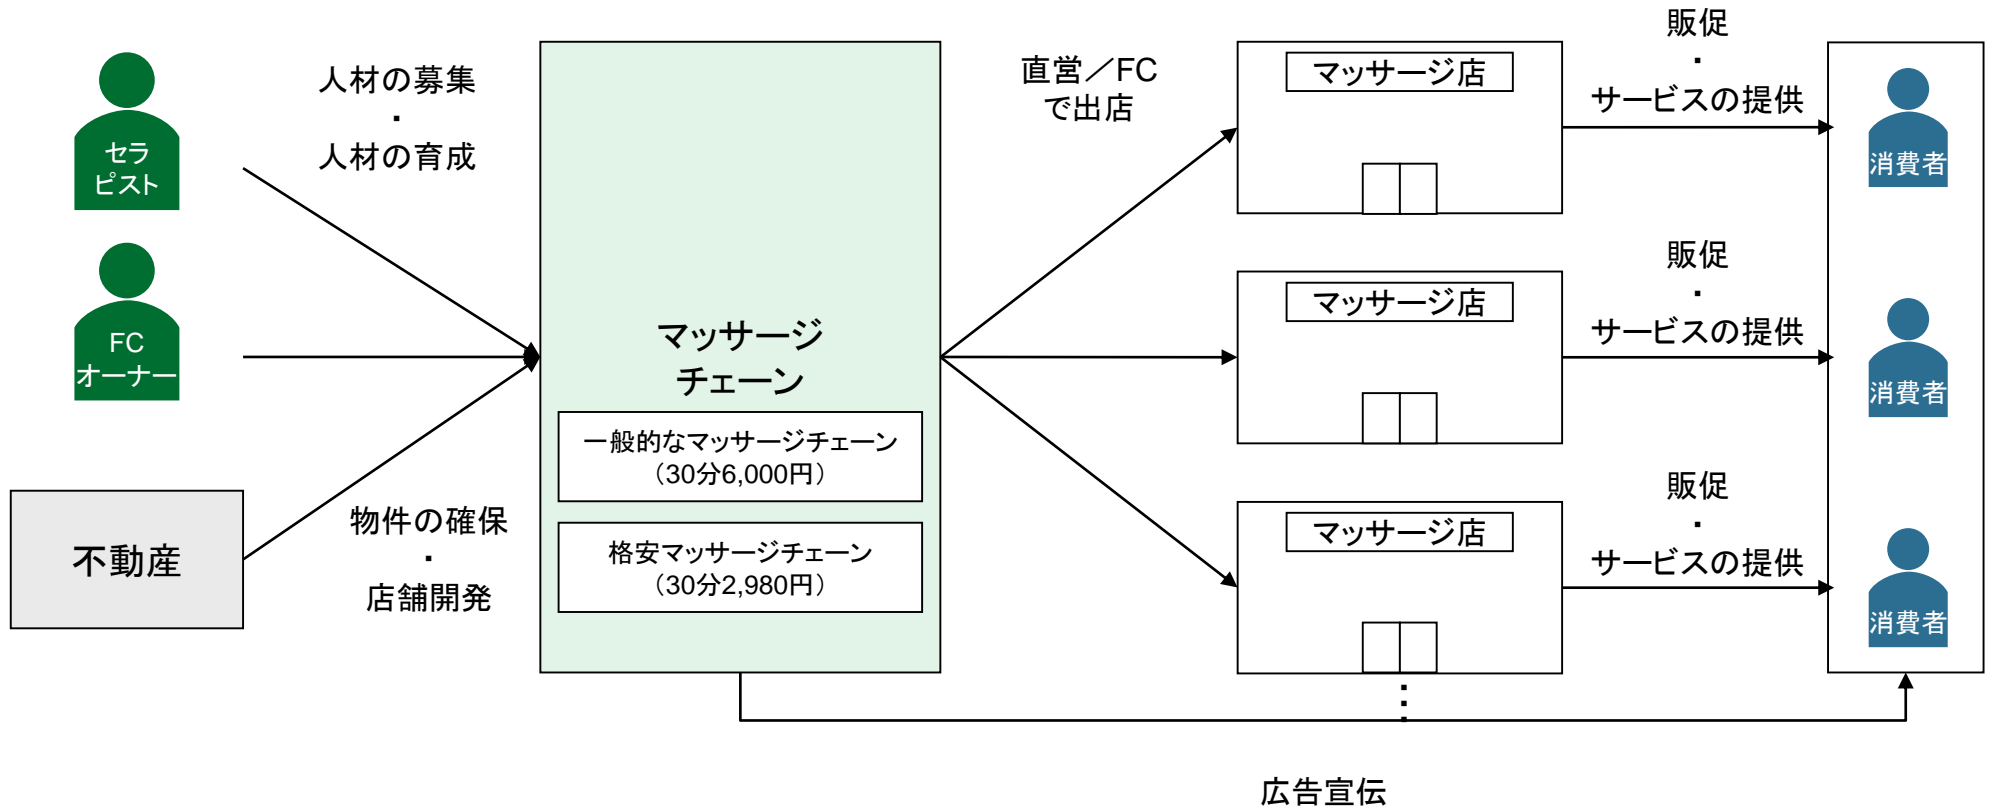 セラ
ピスト
人材の募集
・
人材の育成
FC
オーナー
不動産
物件の確保
・
店舗開発
マッサージ
チェーン
一般的なマッサージチェーン
（30分6,000円）
格安マッサージチェーン
（30分2,980円）
直営／FC
で出店
マッサージ店
販促
・
サービスの提供
消費者
マッサージ店
販促
・
サービスの提供
消費者
マッサージ店
販促
・
サービスの提供
消費者
…
広告宣伝